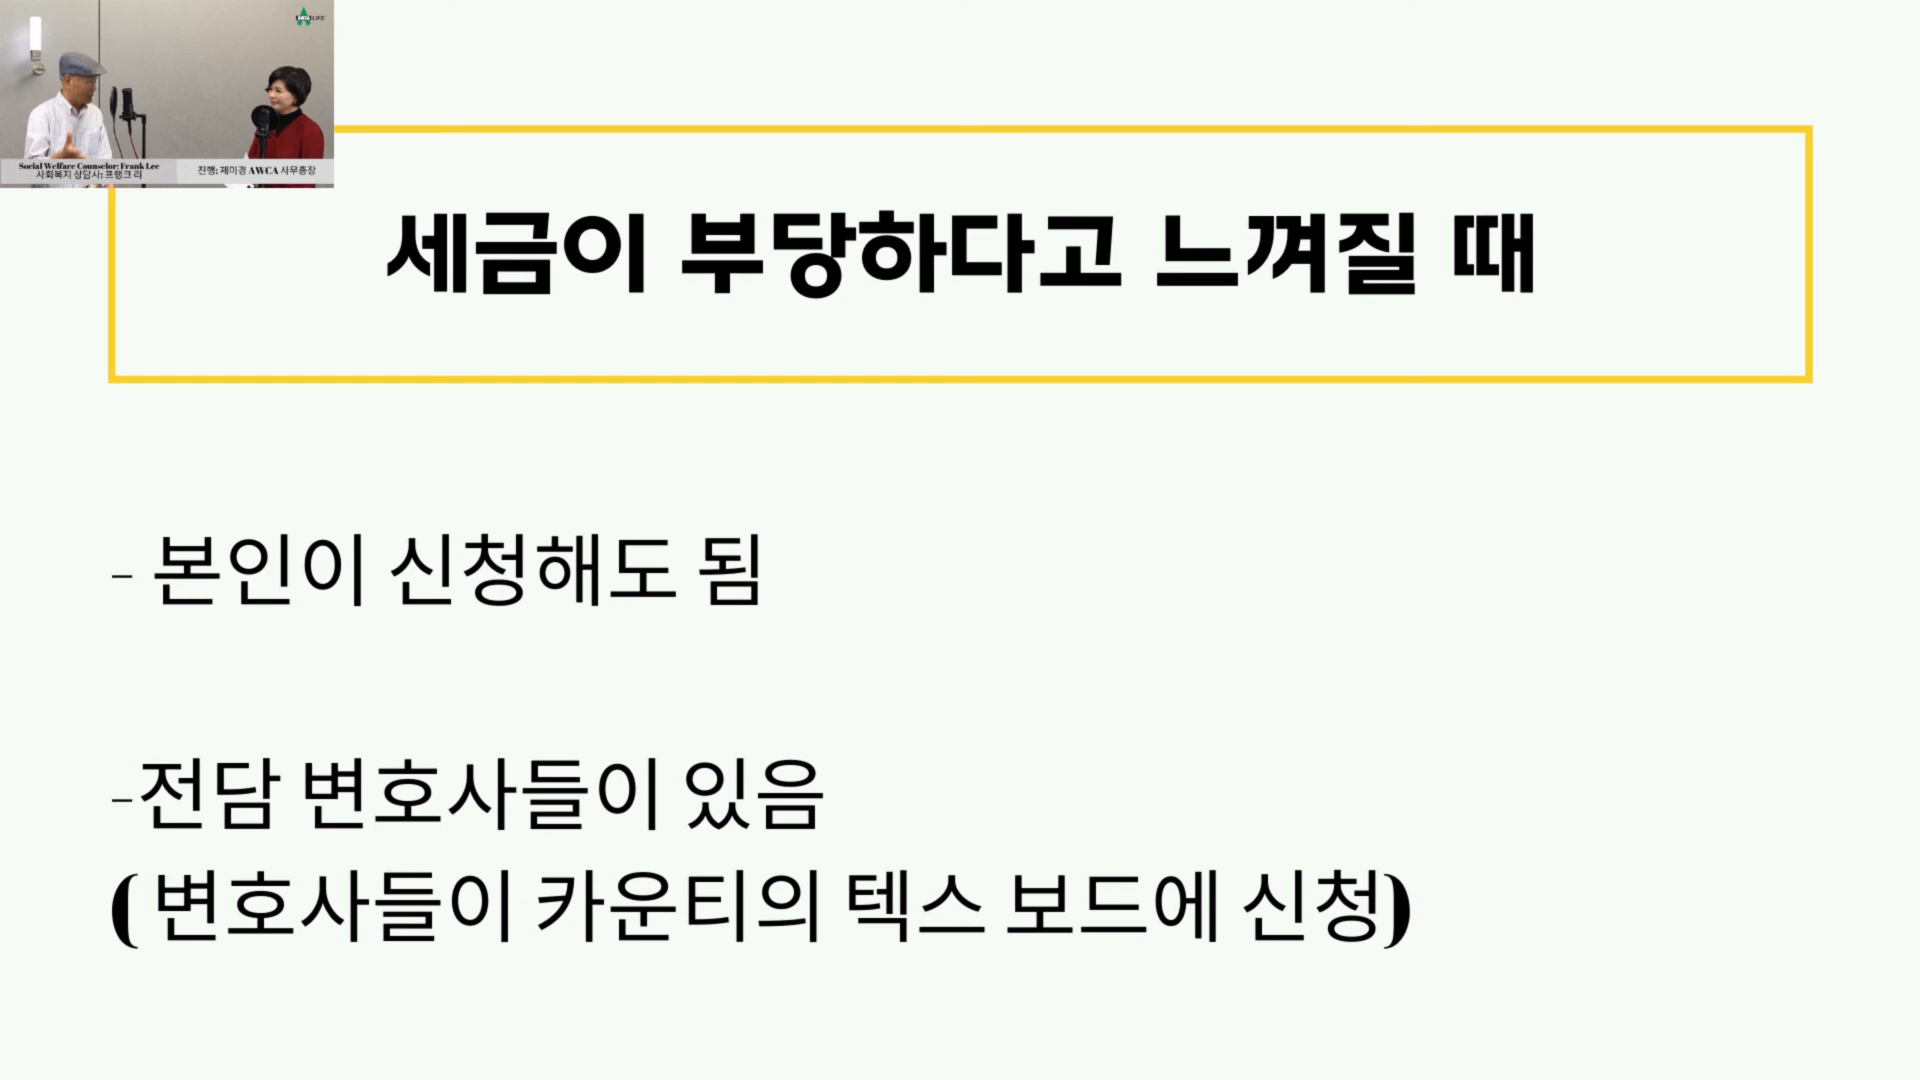 AWCA LIFE
Social Welfare Counselor: Frank Lee
사회복지 상담사: 프랭크 리
진행: 제미경 AWCA 사무총장
세금이 부당하다고 느껴질 때
- 본인이 신청해도 됨
-전담 변호사들이 있음
( 변호사들이 카운티의 텍스 보드에 신청)